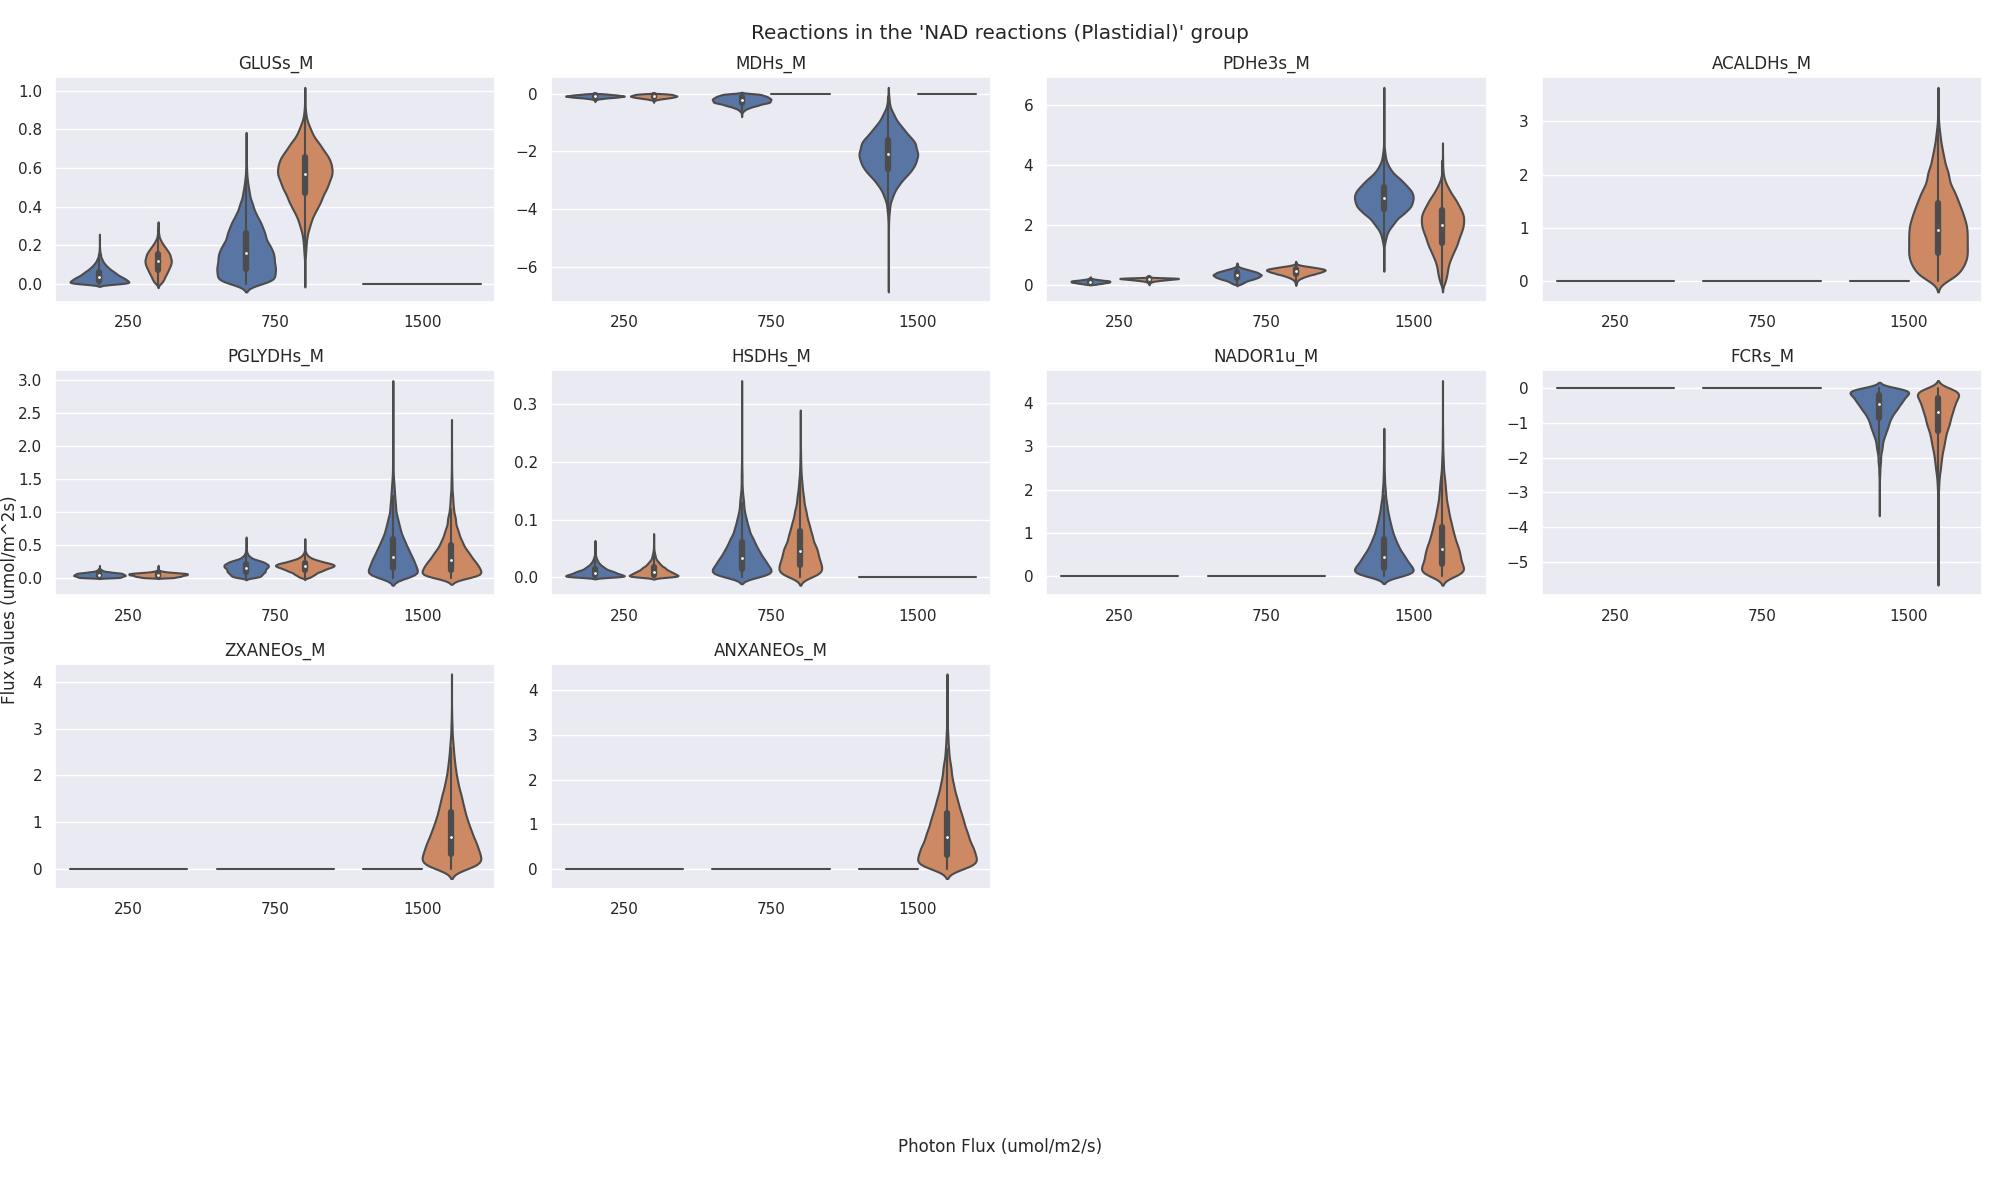 Reactions in the 'NAD reactions (Plastidial)' group
GLUSs_M
1.0
0.8
0.6
0.4
0.2
0.0
250 750 1500
MDHs_M
0
−2
−4
−6
250 750 1500
PDHe3s_M
6
4
2
0
250 750 1500
ACALDHs_M
3
2
1
0
250 750 1500
PGLYDHs_M
3.0
2.5
2.0
1.5
1.0
0.5
0.0
250 750 1500
HSDHs_M
0.3
0.2
0.1
0.0
250 750 1500
NADOR1u_M
4
3
2
1
0
250 750 1500
FCRs_M
0
−1
−2
−3
−4
−5
250 750 1500
Flux values (umol/m^2s)
ZXANEOs_M
4
3
2
1
0
250 750 1500
ANXANEOs_M
4
3
2
1
0
250 750 1500
Photon Flux (umol/m2/s)